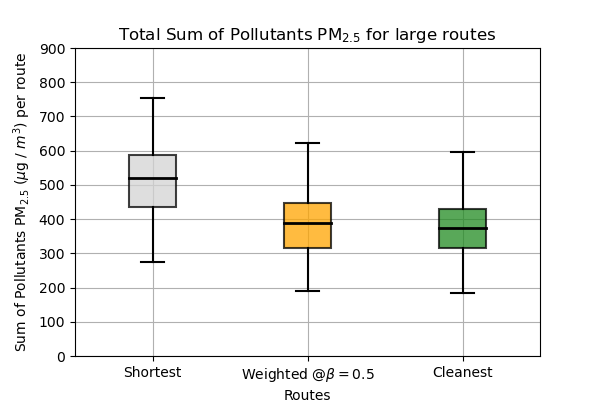 Total Sum of Pollutants PM₂.₅ for large routes
Sum of Pollutants PM₂.₅ (μg / m³) per route
900
800
700
600
500
400
300
200
100
0
Shortest Weighted @β = 0.5 Cleanest
Routes